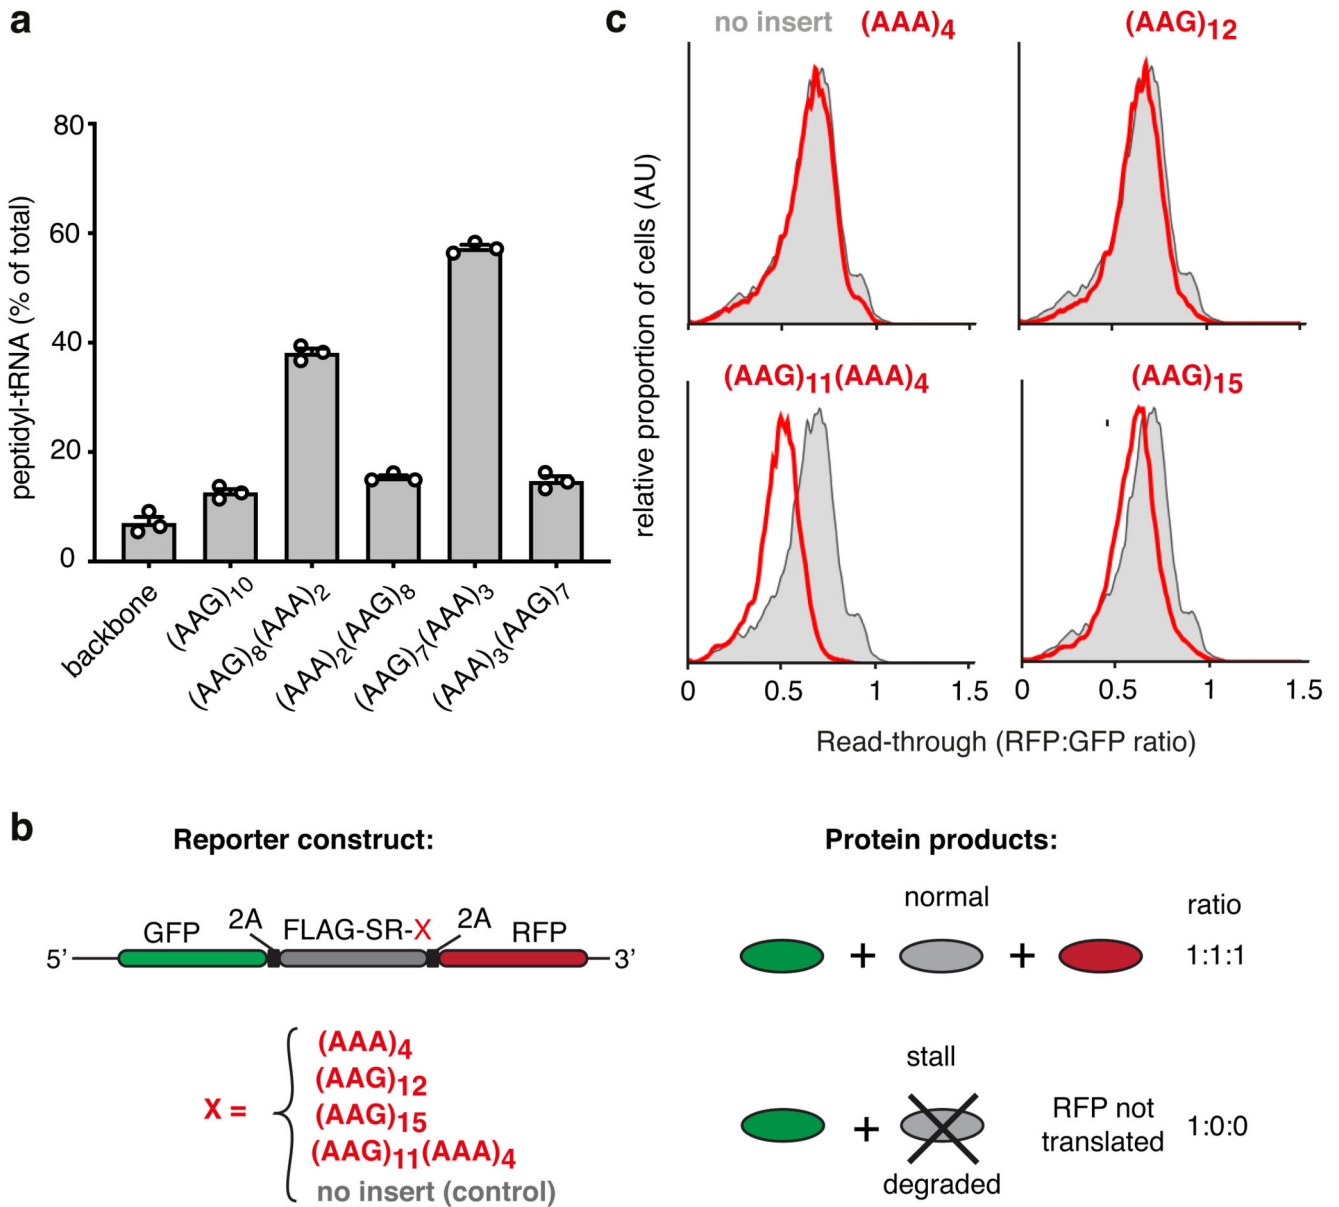 a
peptidyl-tRNA (% of total)
80
60
40
20
0
backbone
(AAG)10
(AAG)8(AAA)2
(AAA)2(AAG)8
(AAG)7(AAA)3
(AAA)3(AAG)7
c
no insert (AAA)4
(AAG)12
relative proportion of cells (AU)
(AAG)11(AAA)4
(AAG)15
0 0.5 1 1.5
0 0.5 1 1.5
Read-through (RFP:GFP ratio)
b
Reporter construct:
5’ GFP 2A FLAG-SR-X 2A RFP 3’
X =
(AAA)4
(AAG)12
(AAG)15
(AAG)11(AAA)4
no insert (control)
Protein products:
normal
ratio
+ + 1:1:1
stall
+ RFP not
translated 1:0:0
degraded